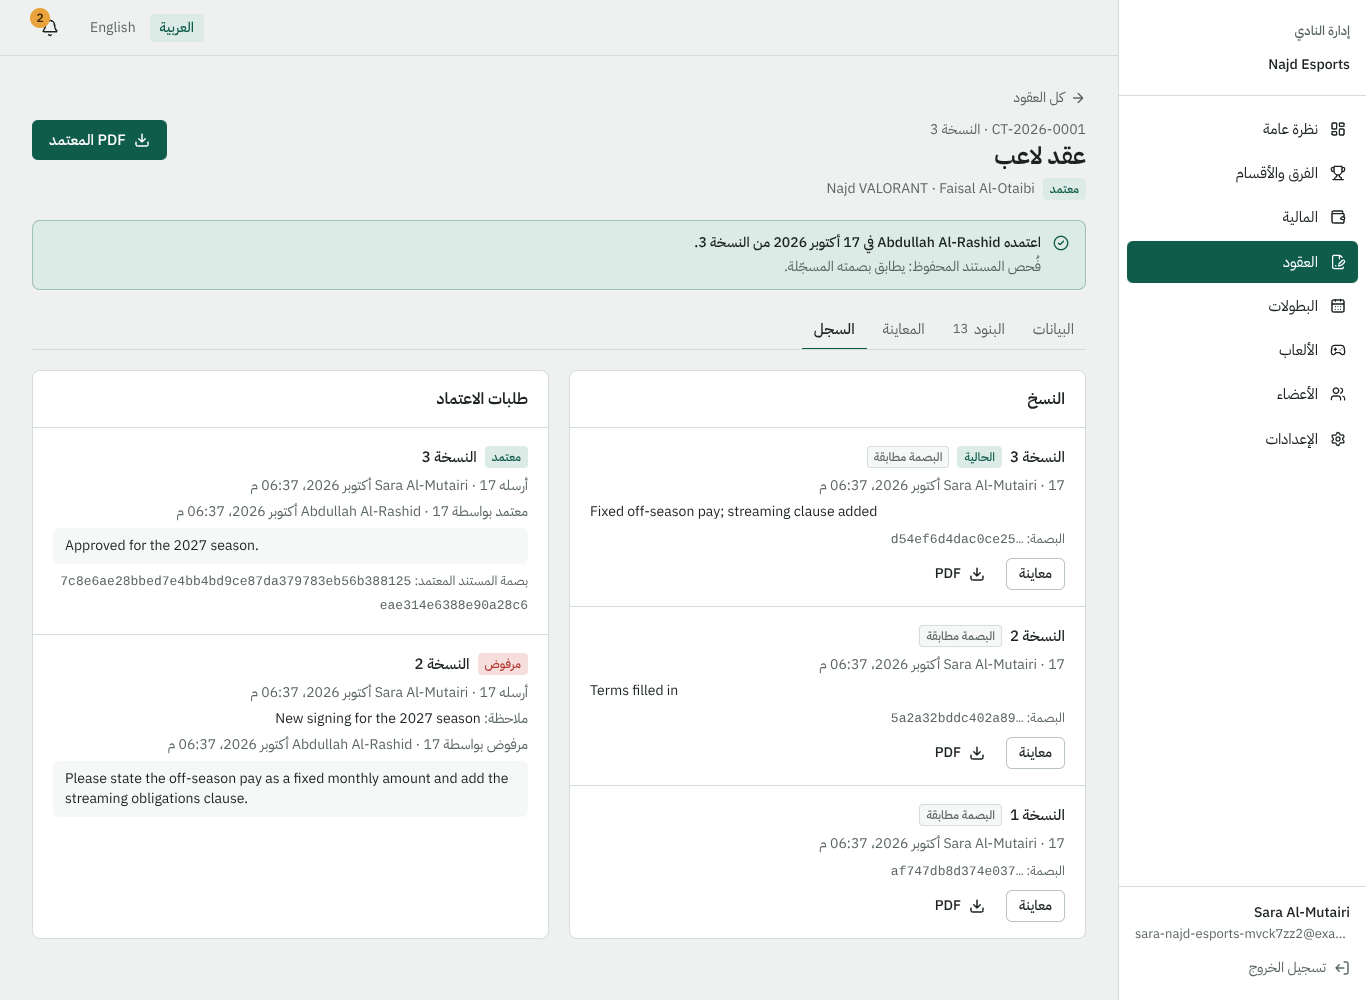 إدارة النادي
Najd Esports
نظرة عامة
الفرق والأقسام
المالية
العقود
البطولات
الألعاب
الأعضاء
الإعدادات
Sara Al-Mutairi
sara-najd-esports-mvck7zz2@exa...
تسجيل الخروج
العربية
English
2
كل العقود
CT-2026-0001 · النسخة 3
عقد لاعب
معتمد
Najd VALORANT · Faisal Al-Otaibi
PDF المعتمد
اعتمده Abdullah Al-Rashid في 17 أكتوبر 2026 من النسخة 3.
فُحص المستند المحفوظ: يطابق بصمته المسجّلة.
البيانات
البنود 13
المعاينة
السجل
النسخ
النسخة 3 الحالية البصمة مطابقة
Sara Al-Mutairi · 17 أكتوبر 2026، 06:37 م
Fixed off-season pay; streaming clause added
البصمة: d54ef6d4dac0ce25…
معاينة
PDF
النسخة 2 البصمة مطابقة
Sara Al-Mutairi · 17 أكتوبر 2026، 06:37 م
Terms filled in
البصمة: 5a2a32bddc402a89…
معاينة
PDF
النسخة 1 البصمة مطابقة
Sara Al-Mutairi · 17 أكتوبر 2026، 06:37 م
البصمة: af747db8d374e037…
معاينة
PDF
طلبات الاعتماد
معتمد النسخة 3
أرسله Sara Al-Mutairi · 17 أكتوبر 2026، 06:37 م
معتمد بواسطة Abdullah Al-Rashid · 17 أكتوبر 2026، 06:37 م
Approved for the 2027 season.
بصمة المستند المعتمد: 7c8e6ae28bbed7e4bb4bd9ce87da379783eb56b388125
eae314e6388e90a28c6
مرفوض النسخة 2
أرسله Sara Al-Mutairi · 17 أكتوبر 2026، 06:37 م
ملاحظة: New signing for the 2027 season
مرفوض بواسطة Abdullah Al-Rashid · 17 أكتوبر 2026، 06:37 م
Please state the off-season pay as a fixed monthly amount and add the
streaming obligations clause.